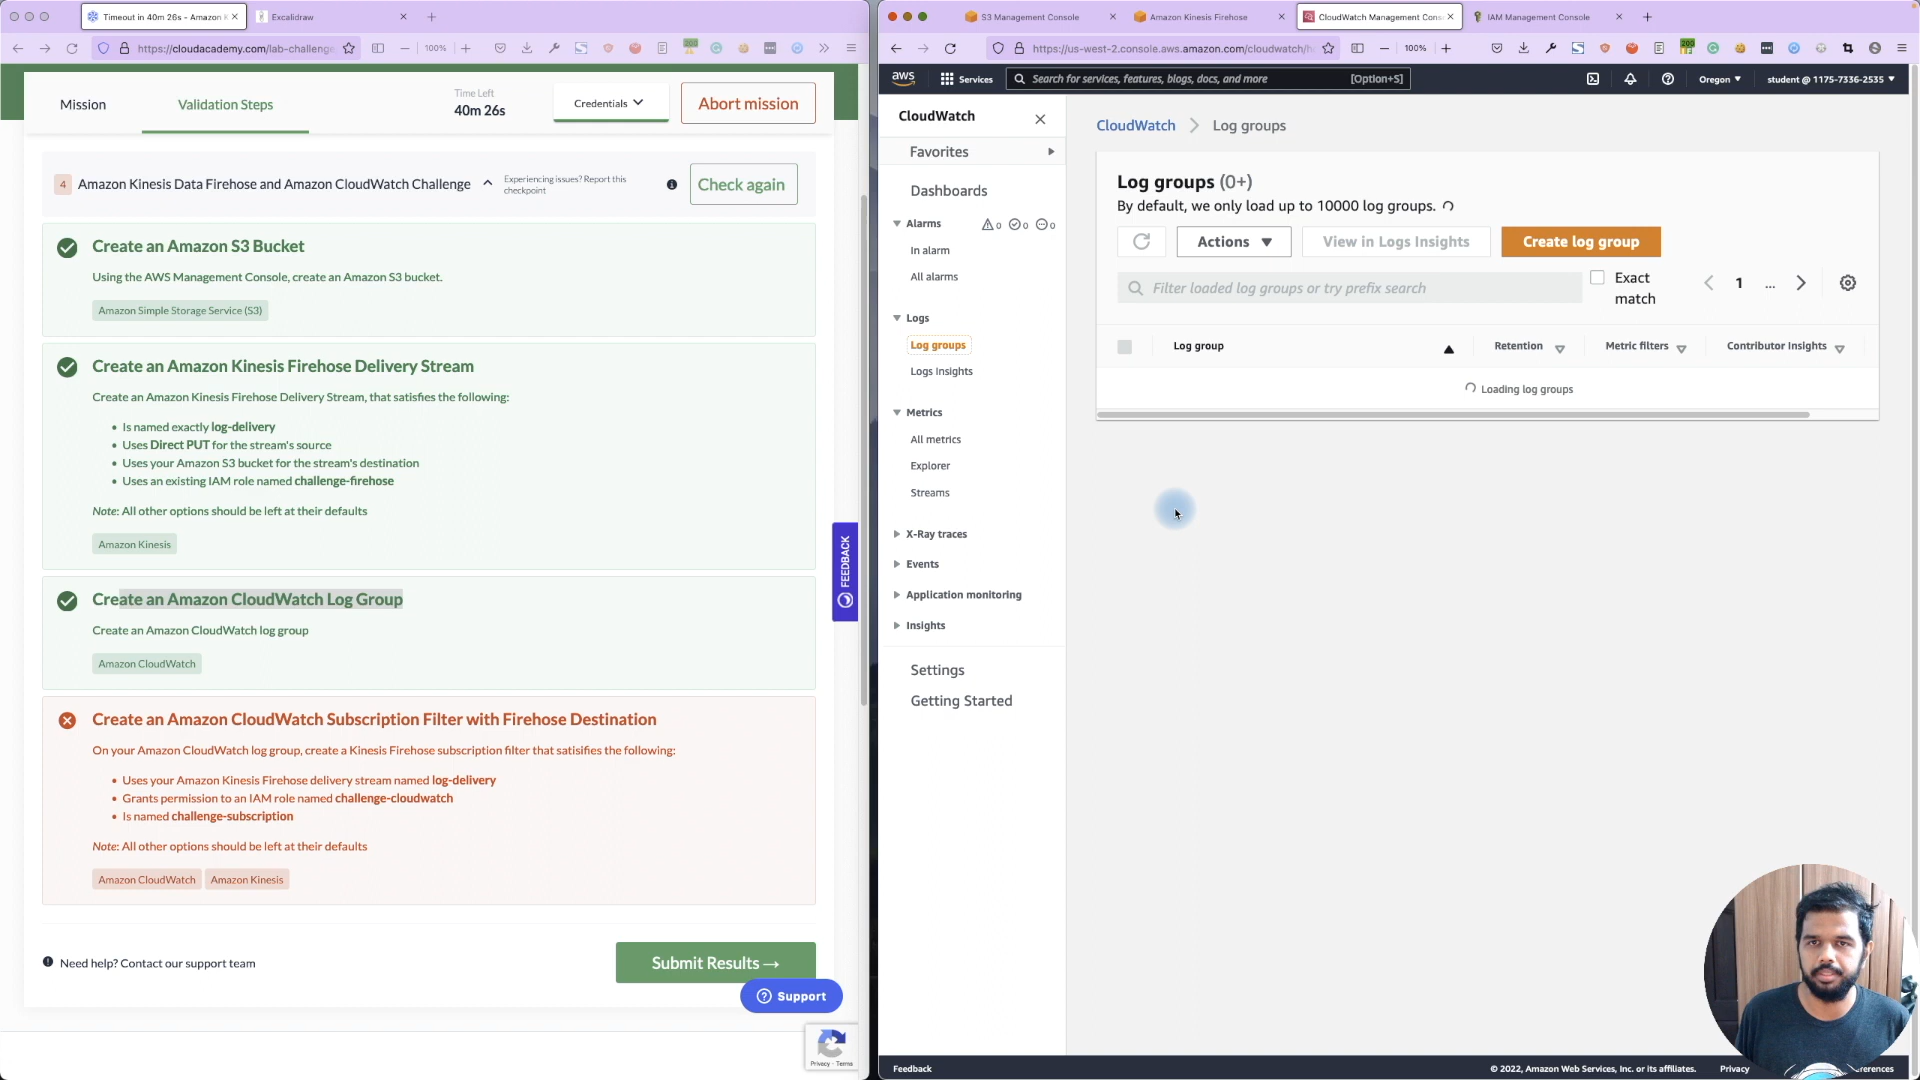 Timeout in 40m 26s - Amazon K
Excalidraw
https://cloudacademy.com/lab-challenge
100%
Mission
Validation Steps
Time Left
40m 26s
Credentials
Abort mission
4
Amazon Kinesis Data Firehose and Amazon CloudWatch Challenge
Experiencing issues? Report this
checkpoint
Check again
Create an Amazon S3 Bucket
Using the AWS Management Console, create an Amazon S3 bucket.
Amazon Simple Storage Service (S3)
Create an Amazon Kinesis Firehose Delivery Stream
Create an Amazon Kinesis Firehose Delivery Stream, that satisfies the following:
• Is named exactly log-delivery
• Uses Direct PUT for the stream's source
• Uses your Amazon S3 bucket for the stream's destination
• Uses an existing IAM role named challenge-firehose
Note: All other options should be left at their defaults
Amazon Kinesis
Create an Amazon CloudWatch Log Group
Create an Amazon CloudWatch log group
Amazon CloudWatch
Create an Amazon CloudWatch Subscription Filter with Firehose Destination
On your Amazon CloudWatch log group, create a Kinesis Firehose subscription filter that satisifies the following:
• Uses your Amazon Kinesis Firehose delivery stream named log-delivery
• Grants permission to an IAM role named challenge-cloudwatch
• Is named challenge-subscription
Note: All other options should be left at their defaults
Amazon CloudWatch
Amazon Kinesis
Need help? Contact our support team
Submit Results →
Support
FEEDBACK
Privacy - Terms
S3 Management Console
Amazon Kinesis Firehose
CloudWatch Management Cons
IAM Management Console
https://us-west-2.console.aws.amazon.com/cloudwatch/h
100%
200
aws
Services
Search for services, features, blogs, docs, and more
[Option+S]
Oregon
student @ 1175-7336-2535
CloudWatch
Favorites
Dashboards
Alarms
0
0
0
In alarm
All alarms
Logs
Log groups
Logs Insights
Metrics
All metrics
Explorer
Streams
X-Ray traces
Events
Application monitoring
Insights
Settings
Getting Started
CloudWatch
Log groups
Log groups (0+)
By default, we only load up to 10000 log groups.
Actions
View in Logs Insights
Create log group
Filter loaded log groups or try prefix search
Exact
match
1
...
Log group
Retention
Metric filters
Contributor Insights
Loading log groups
Feedback
© 2022, Amazon Web Services, Inc. or its affiliates.
Privacy